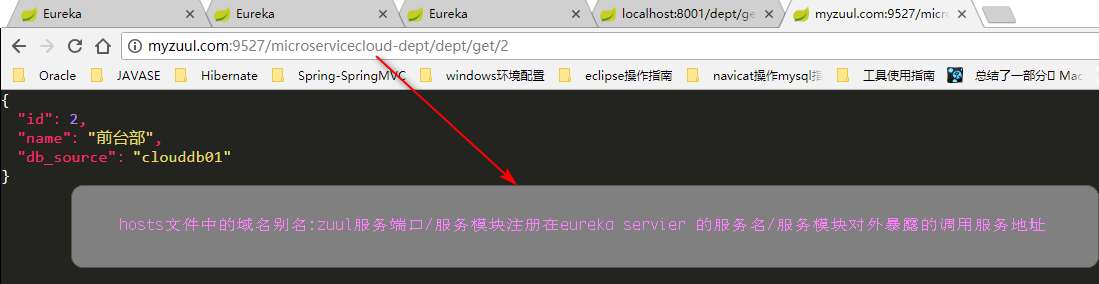 Eureka Eureka Eureka localhost:8001/dept/ge myzuul.com:9527/micro
myzuul.com:9527/microservicecloud-dept/dept/get/2
Oracle JAVASE Hibernate Spring-SpringMVC windows环境配置 eclipse操作指南 navicat操作mysql指 工具使用指南 总结了一部分 Mac
{
"id": 2,
"name": "前台部",
"db_source": "clouddb01"
}
hosts文件中的域名别名:zuul服务端口/服务模块注册在eureka servier 的服务名/服务模块对外暴露的调用服务地址